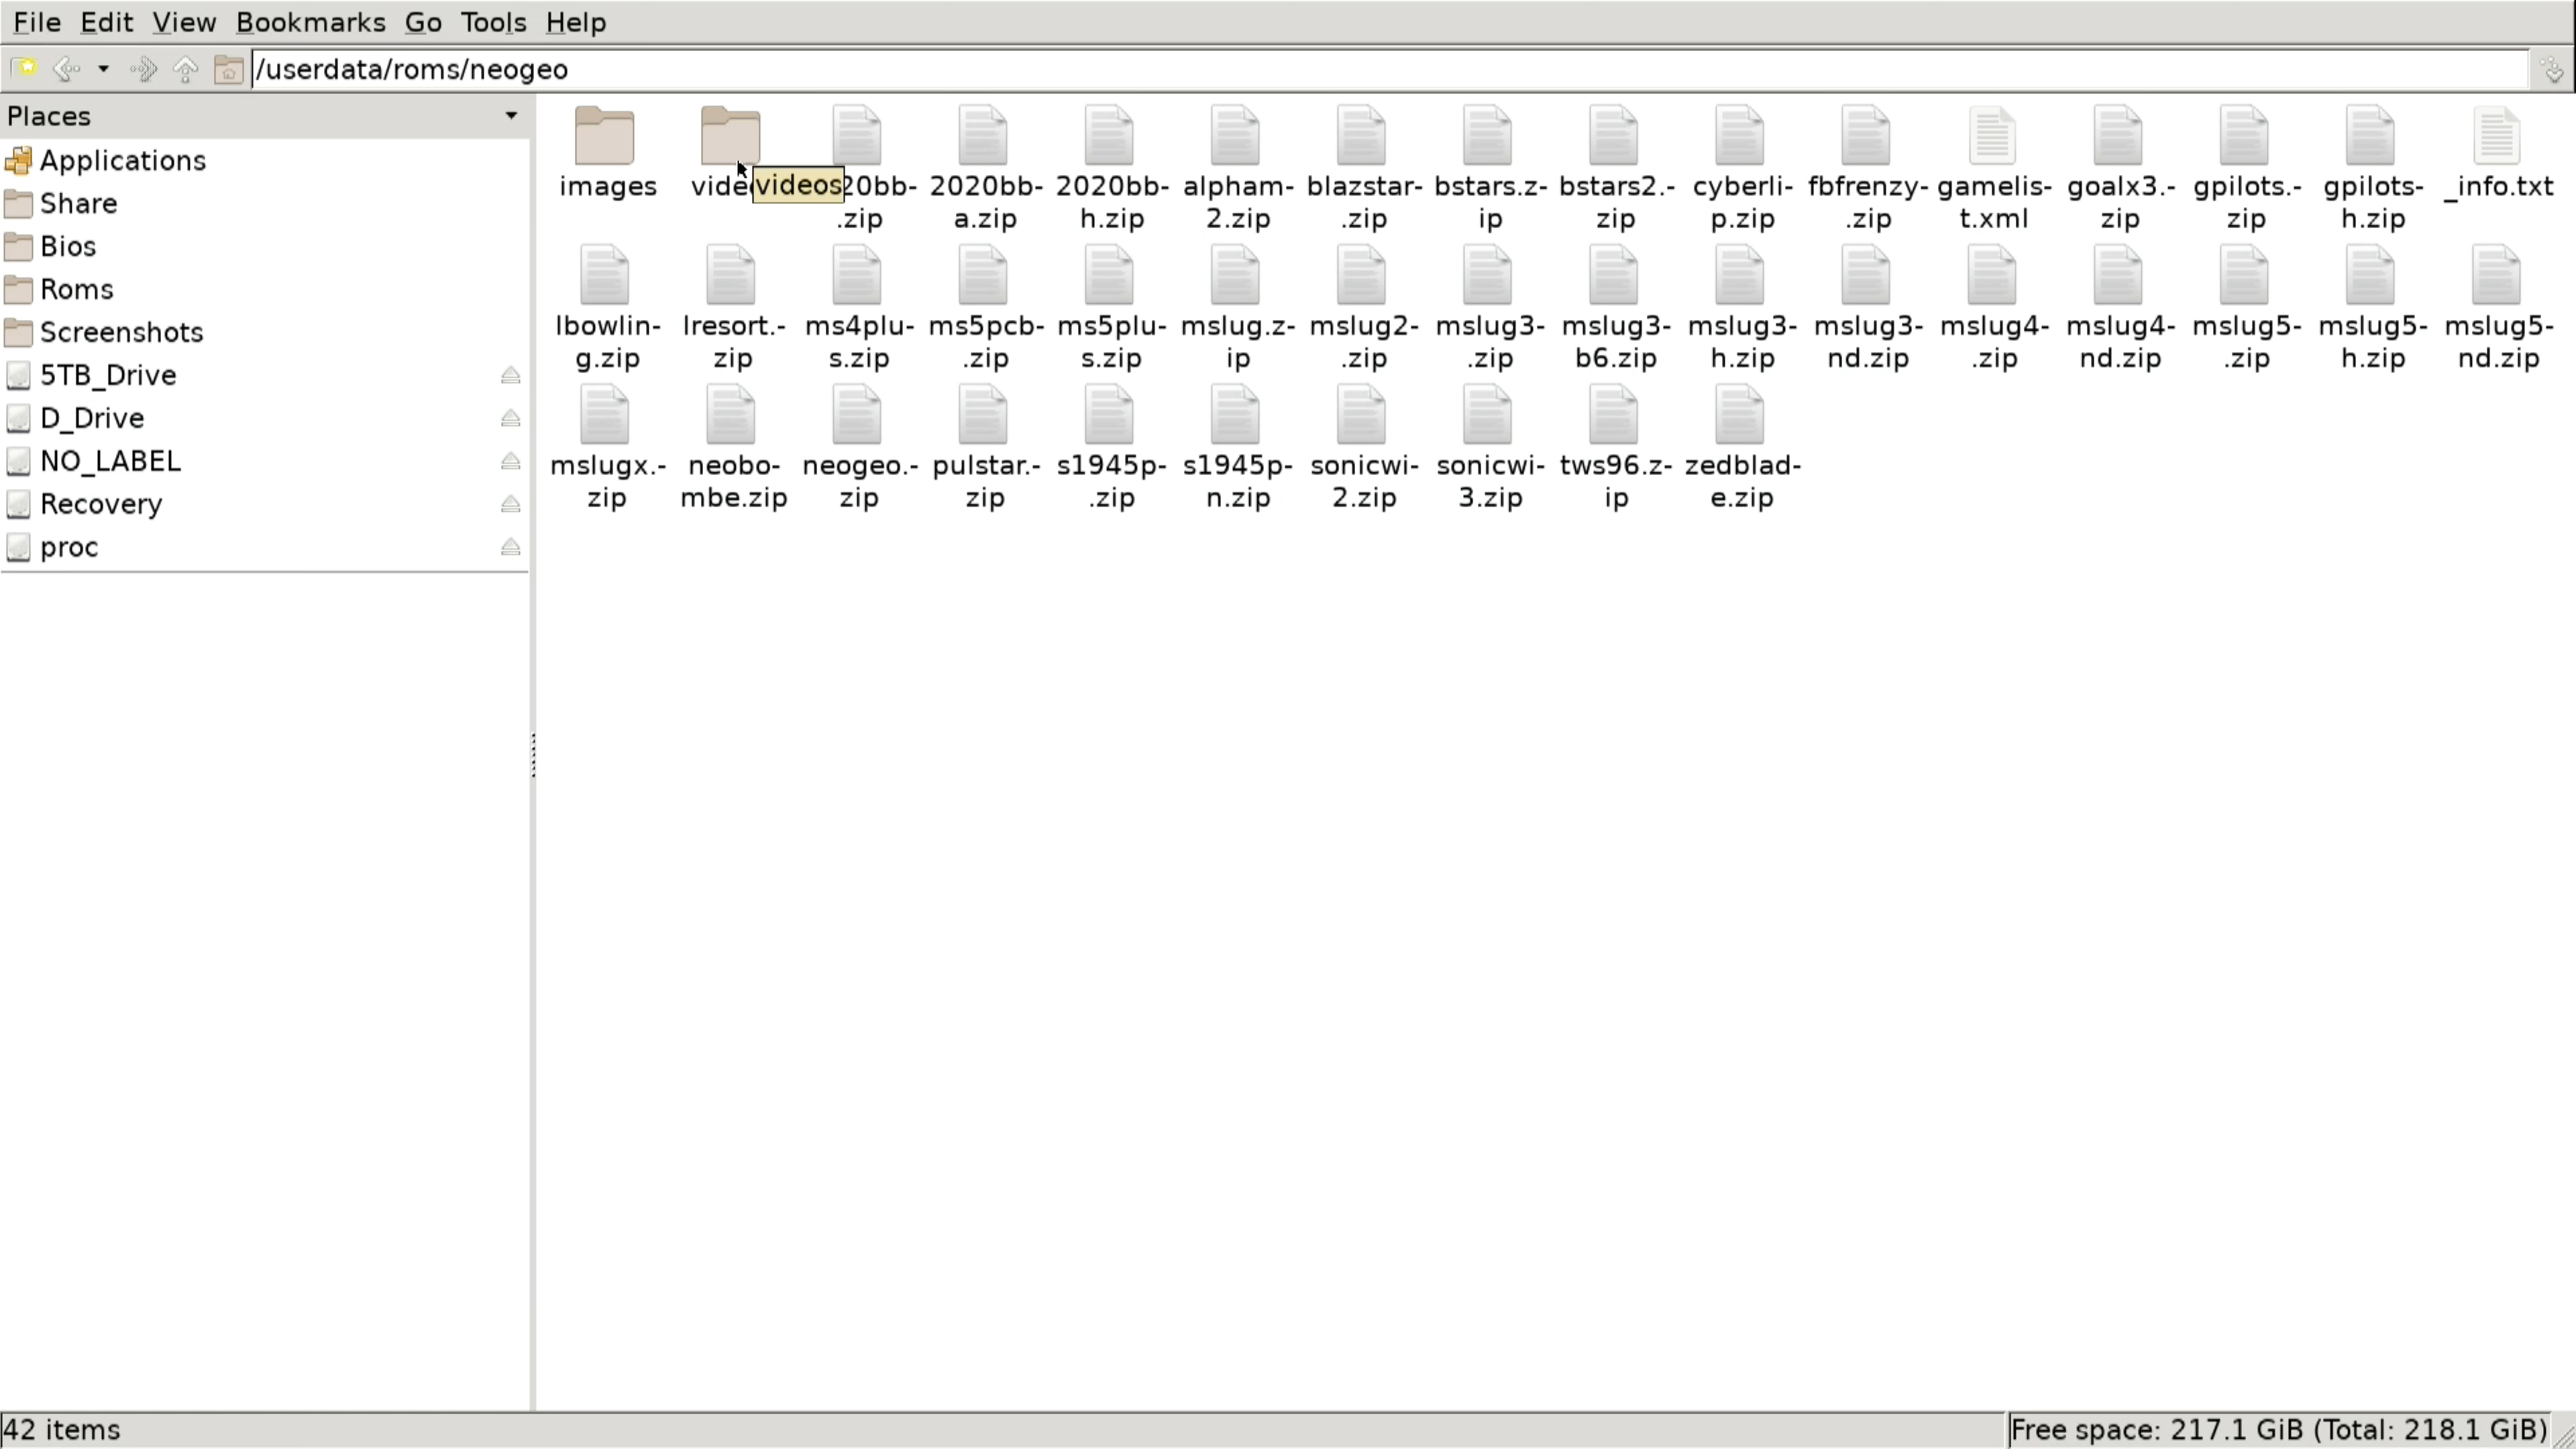 File Edit View Bookmarks Go Tools Help
/userdata/roms/neogeo
Places
Applications
Share
Bios
Roms
Screenshots
5TB_Drive
D_Drive
NO_LABEL
Recovery
proc
images vide videos 20bb- 2020bb- 2020bb- alpham- blazstar- bstars.z- bstars2.- cyberli- fbfrenzy- gamelis- goalx3.- gpilots.- gpilots- _info.txt
.zip a.zip h.zip 2.zip .zip ip zip p.zip .zip t.xml zip zip h.zip
lbowlin- lresort.- ms4plu- ms5pcb- ms5plu- mslug.z- mslug2- mslug3- mslug3- mslug3- mslug3- mslug4- mslug4- mslug5- mslug5- mslug5-
g.zip zip s.zip .zip s.zip ip .zip .zip b6.zip h.zip nd.zip .zip nd.zip .zip h.zip nd.zip
mslugx.- neobo- neogeo.- pulstar.- s1945p- s1945p- sonicwi- sonicwi- tws96.z- zedblad-
zip mbe.zip zip zip .zip n.zip 2.zip 3.zip ip e.zip
42 items
Free space: 217.1 GiB (Total: 218.1 GiB)